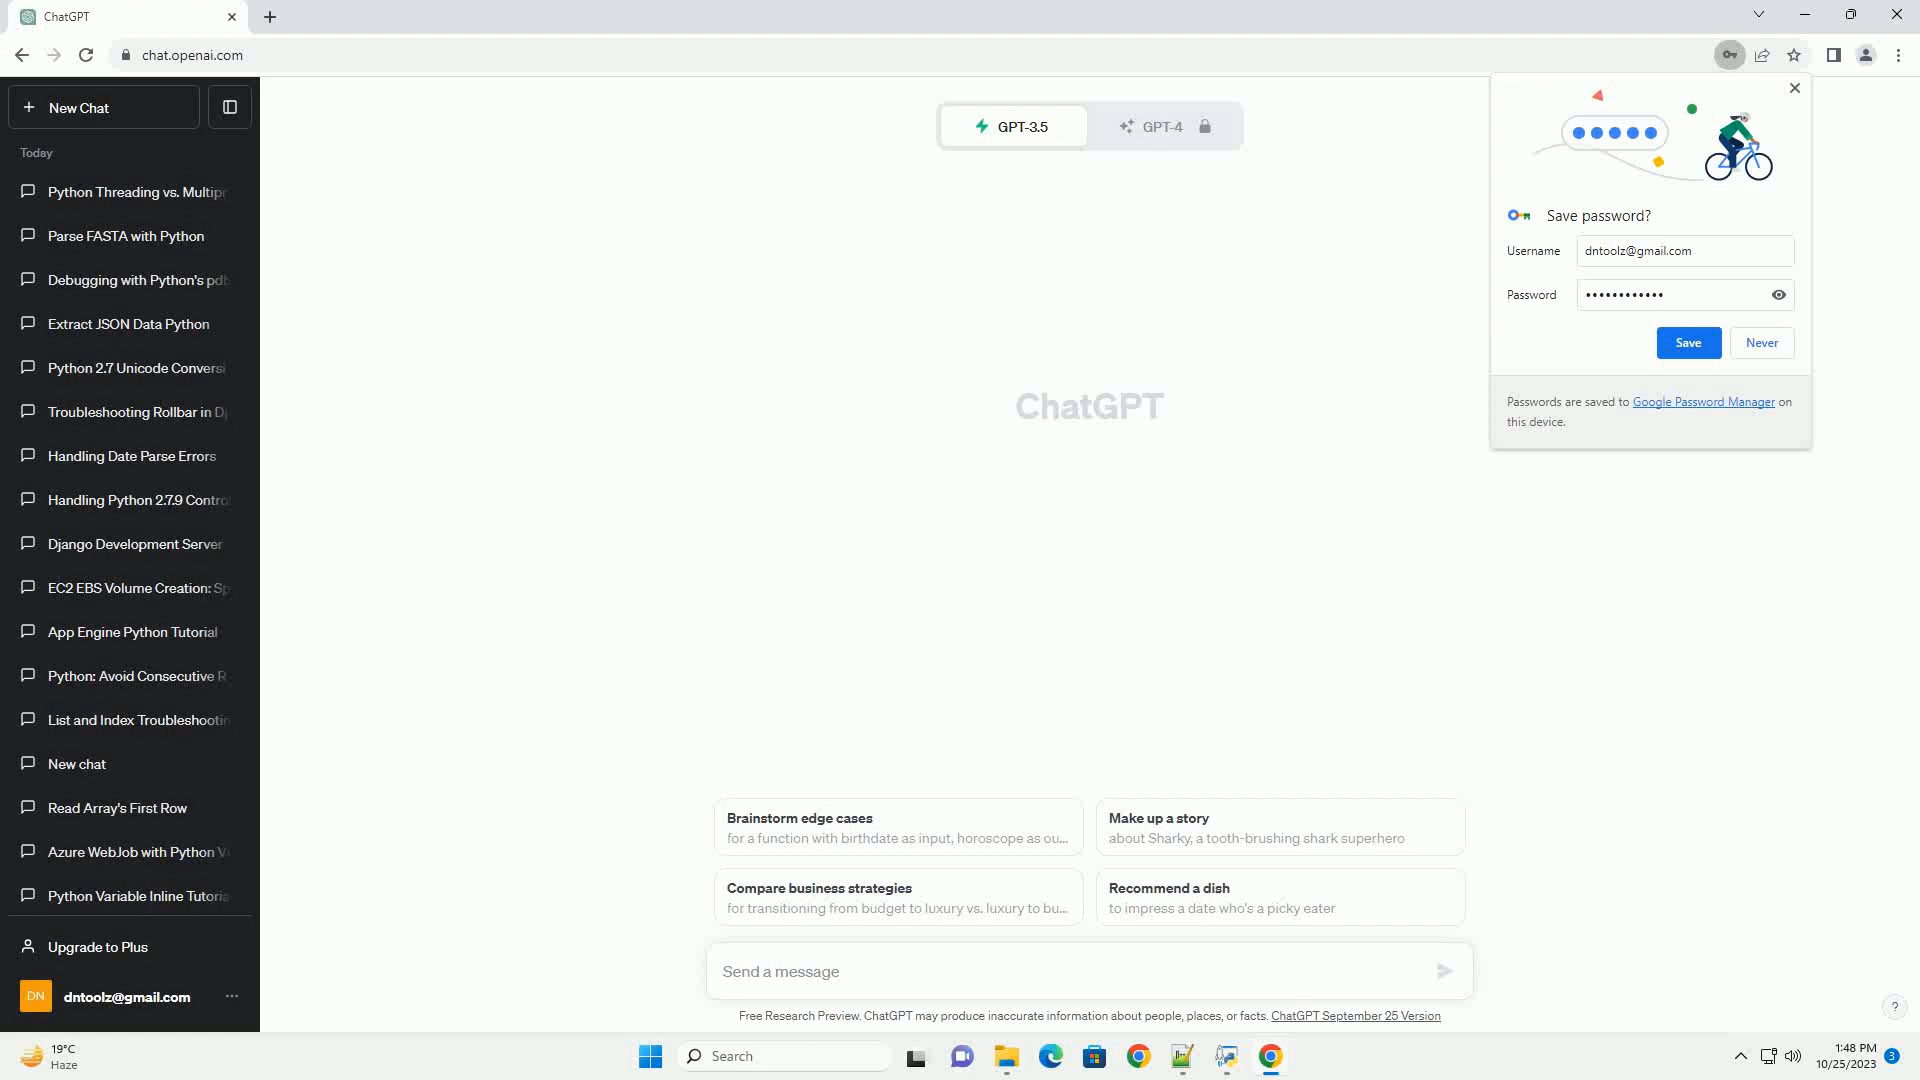 ChatGPT
chat.openai.com
New Chat
Today
Python Threading vs. Multipr
Parse FASTA with Python
Debugging with Python's pdb
Extract JSON Data Python
Python 2.7 Unicode Conversi
Troubleshooting Rollbar in Dj
Handling Date Parse Errors
Handling Python 2.7.9 Contro
Django Development Server
EC2 EBS Volume Creation: Sp
App Engine Python Tutorial
Python: Avoid Consecutive R
List and Index Troubleshootin
New chat
Read Array's First Row
Azure WebJob with Python V
Python Variable Inline Tutoria
Upgrade to Plus
DN
dntoolz@gmail.com
GPT-3.5
GPT-4
ChatGPT
Brainstorm edge cases
for a function with birthdate as input, horoscope as ou...
Make up a story
about Sharky, a tooth-brushing shark superhero
Compare business strategies
for transitioning from budget to luxury vs. luxury to bu...
Recommend a dish
to impress a date who's a picky eater
Send a message
Free Research Preview. ChatGPT may produce inaccurate information about people, places, or facts. ChatGPT September 25 Version
Save password?
Username
dntoolz@gmail.com
Password
••••••••••••
Save
Never
Passwords are saved to Google Password Manager on
this device.
?
19°C
Haze
Search
1:48 PM
10/25/2023
3